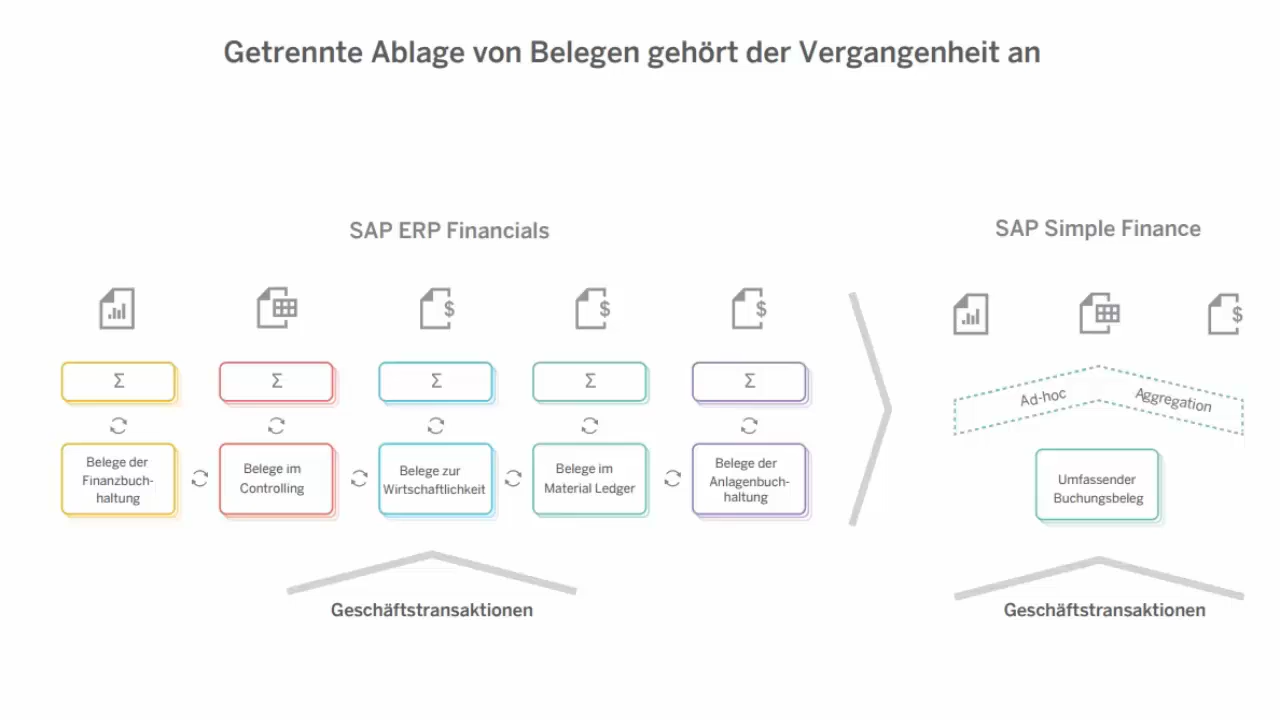 Getrennte Ablage von Belegen gehört der Vergangenheit an
SAP ERP Financials
SAP Simple Finance
$
$
$
$
Σ
Σ
Σ
Σ
Σ
Ad-hoc
Aggregation
Belege der
Finanzbuch-
haltung
Belege im
Controlling
Belege zur
Wirtschaftlichkeit
Belege im
Material Ledger
Belege der
Anlagenbuch-
haltung
Umfassender
Buchungsbeleg
Geschäftstransaktionen
Geschäftstransaktionen